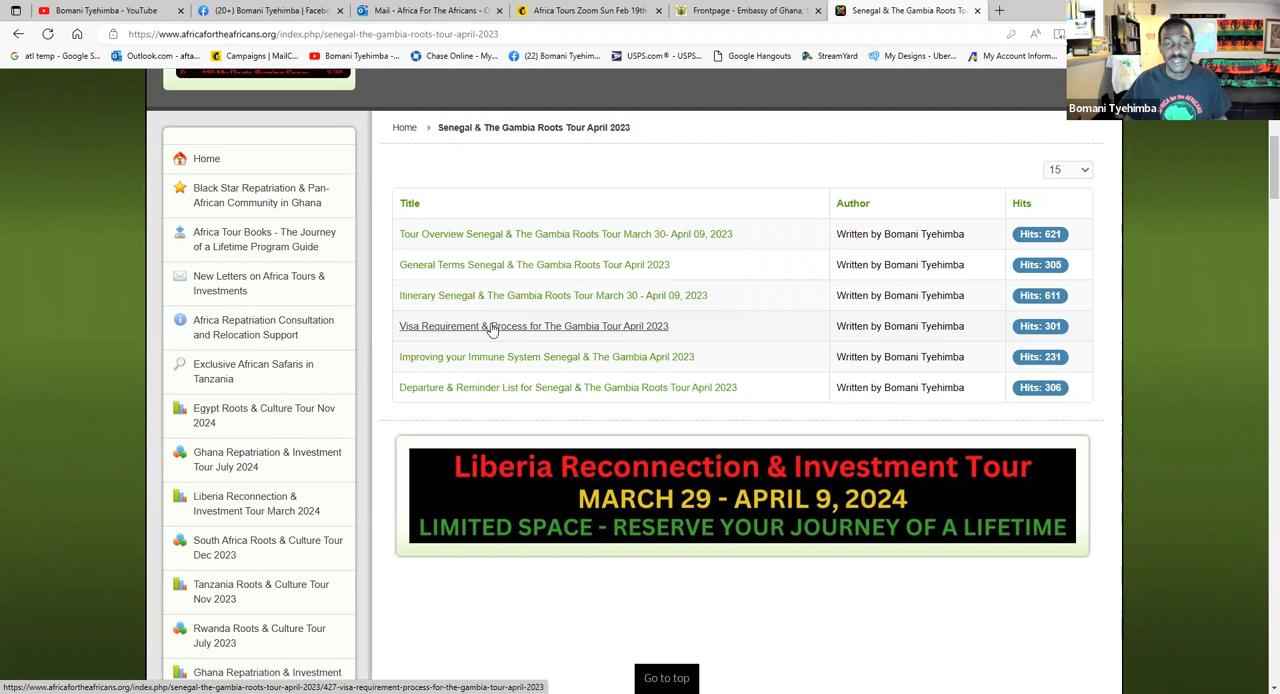 Bomani Tyehimba - YouTube
(20+) Bomani Tyehimba | Faceb
Mail - Africa For The Africans - O
Africa Tours Zoom Sun Feb 19th
Frontpage - Embassy of Ghana, W
Senegal & The Gambia Roots Tou
https://www.africafortheafricans.org/index.php/senegal-the-gambia-roots-tour-april-2023
atl temp - Google S...
Outlook.com - afta...
Campaigns | MailC...
Bomani Tyehimba -...
Chase Online - My...
(22) Bomani Tyehim...
USPS.com® - USPS...
Google Hangouts
StreamYard
My Designs - Uber...
My Account Inform...
Bomani Tyehimba
Home
Senegal & The Gambia Roots Tour April 2023
15
Title Author Hits
Tour Overview Senegal & The Gambia Roots Tour March 30- April 09, 2023 Written by Bomani Tyehimba Hits: 621
General Terms Senegal & The Gambia Roots Tour April 2023 Written by Bomani Tyehimba Hits: 305
Itinerary Senegal & The Gambia Roots Tour March 30 - April 09, 2023 Written by Bomani Tyehimba Hits: 611
Visa Requirement & Process for The Gambia Tour April 2023 Written by Bomani Tyehimba Hits: 301
Improving your Immune System Senegal & The Gambia April 2023 Written by Bomani Tyehimba Hits: 231
Departure & Reminder List for Senegal & The Gambia Roots Tour April 2023 Written by Bomani Tyehimba Hits: 306
Liberia Reconnection & Investment Tour
MARCH 29 - APRIL 9, 2024
LIMITED SPACE - RESERVE YOUR JOURNEY OF A LIFETIME
Home
Black Star Repatriation & Pan-
African Community in Ghana
Africa Tour Books - The Journey
of a Lifetime Program Guide
New Letters on Africa Tours &
Investments
Africa Repatriation Consultation
and Relocation Support
Exclusive African Safaris in
Tanzania
Egypt Roots & Culture Tour Nov
2024
Ghana Repatriation & Investment
Tour July 2024
Liberia Reconnection &
Investment Tour March 2024
South Africa Roots & Culture Tour
Dec 2023
Tanzania Roots & Culture Tour
Nov 2023
Rwanda Roots & Culture Tour
July 2023
Ghana Repatriation & Investment
Go to top
https://www.africafortheafricans.org/index.php/senegal-the-gambia-roots-tour-april-2023/427-visa-requirement-process-for-the-gambia-tour-april-2023